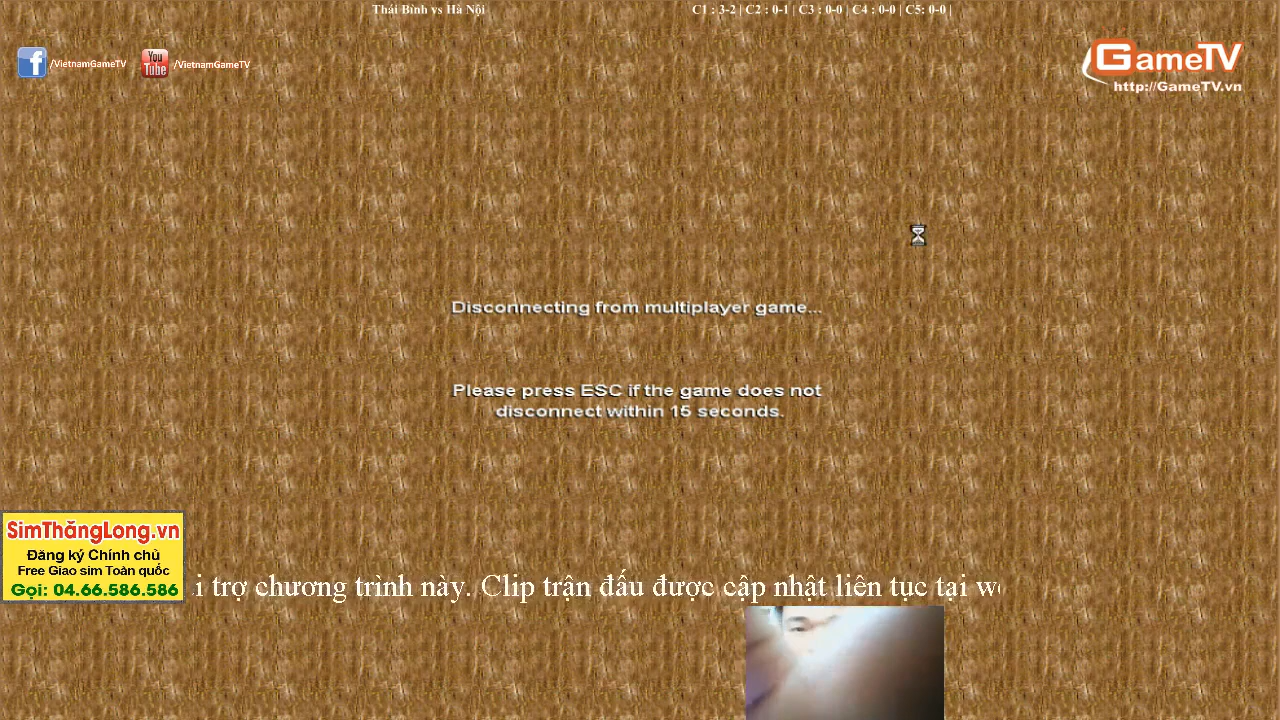 Thái Bình vs Hà Nội
C1 : 3-2 | C2 : 0-1 | C3 : 0-0 | C4 : 0-0 | C5: 0-0 |
f /VietnamGameTV
You Tube /VietnamGameTV
GameTV
http://GameTV.vn
Disconnecting from multiplayer game...
Please press ESC if the game does not
disconnect within 15 seconds.
SimThăngLong.vn
Đăng ký Chính chủ
Free Giao sim Toàn quốc
Gọi: 04.66.586.586
i trợ chương trình này. Clip trận đấu được cập nhật liên tục tại